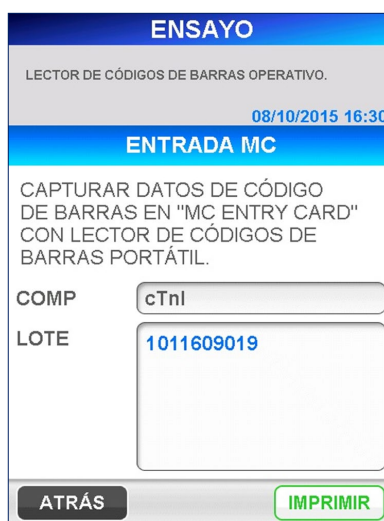 ENSAYO
LECTOR DE CÓDIGOS DE BARRAS OPERATIVO.
08/10/2015 16:30
ENTRADA MC
CAPTURAR DATOS DE CÓDIGO
DE BARRAS EN "MC ENTRY CARD"
CON LECTOR DE CÓDIGOS DE
BARRAS PORTÁTIL.
COMP cTnI
LOTE 1011609019
ATRÁS IMPRIMIR